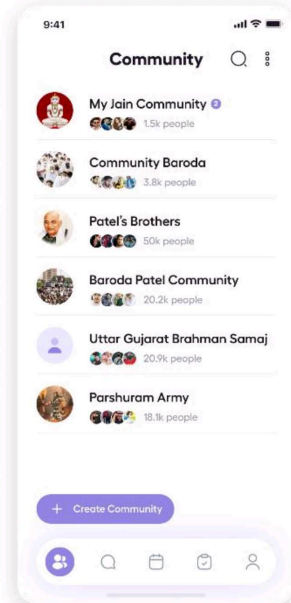 9:41
Community
My Jain Community 2
1.5k people
Community Baroda
3.8k people
Patel's Brothers
50k people
Baroda Patel Community
20.2k people
Uttar Gujarat Brahman Samaj
20.9k people
Parshuram Army
18.1k people
+ Create Community